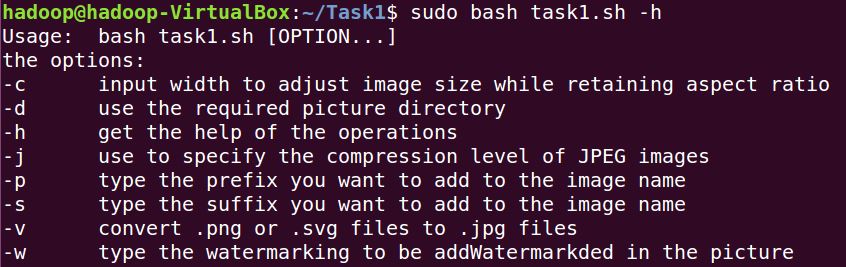 hadoop@hadoop-VirtualBox:~/Task1$ sudo bash task1.sh -h
Usage:  bash task1.sh [OPTION...]
the options:
-c      input width to adjust image size while retaining aspect ratio
-d      use the required picture directory
-h      get the help of the operations
-j      use to specify the compression level of JPEG images
-p      type the prefix you want to add to the image name
-s      type the suffix you want to add to the image name
-v      convert .png or .svg files to .jpg files
-w      type the watermarking to be addWatermarkded in the picture